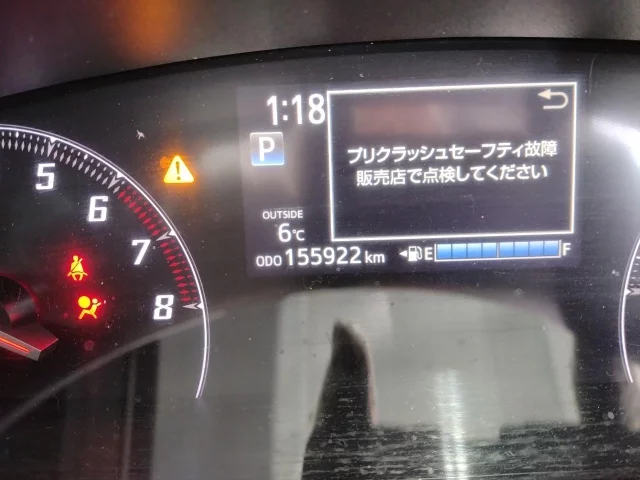 1:18
P
プリクラッシュセーフティ故障
販売店で点検してください
OUTSIDE
6℃
ODO 155922 km
E F
5
6
7
8